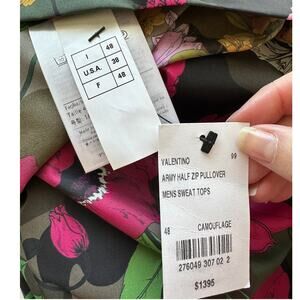 I 48
U.S.A. 38
F 48
VALENTINO 99
ARMY HALF ZIP PULLOVER
MENS SWEAT TOPS
48 CAMOUFLAGE
276049 307 02 2
$1395